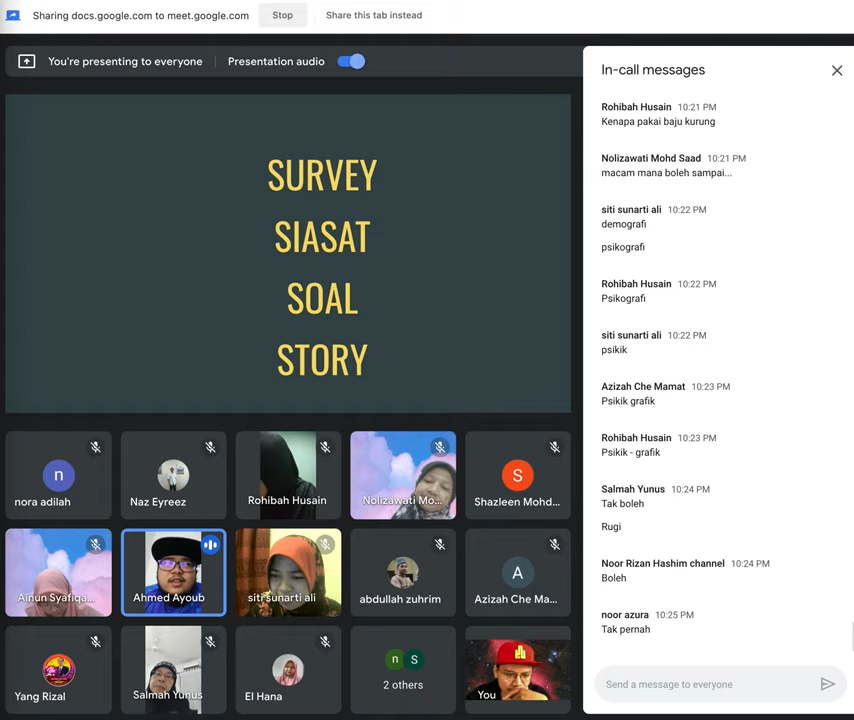 Sharing docs.google.com to meet.google.com
Stop
Share this tab instead
You're presenting to everyone
Presentation audio
SURVEY
SIASAT
SOAL
STORY
n
nora adilah
Naz Eyreez
Rohibah Husain
Nolizawati Mo...
S
Shazleen Mohd...
Ainun Syafiqa...
Ahmed Ayoub
siti sunarti ali
abdullah zuhrim
A
Azizah Che Ma...
Yang Rizal
Salmah Yunus
El Hana
n S
2 others
You
In-call messages
Rohibah Husain 10:21 PM
Kenapa pakai baju kurung
Nolizawati Mohd Saad 10:21 PM
macam mana boleh sampai...
siti sunarti ali 10:22 PM
demografi
psikografi
Rohibah Husain 10:22 PM
Psikografi
siti sunarti ali 10:22 PM
psikik
Azizah Che Mamat 10:23 PM
Psikik grafik
Rohibah Husain 10:23 PM
Psikik - grafik
Salmah Yunus 10:24 PM
Tak boleh
Rugi
Noor Rizan Hashim channel 10:24 PM
Boleh
noor azura 10:25 PM
Tak pernah
Send a message to everyone